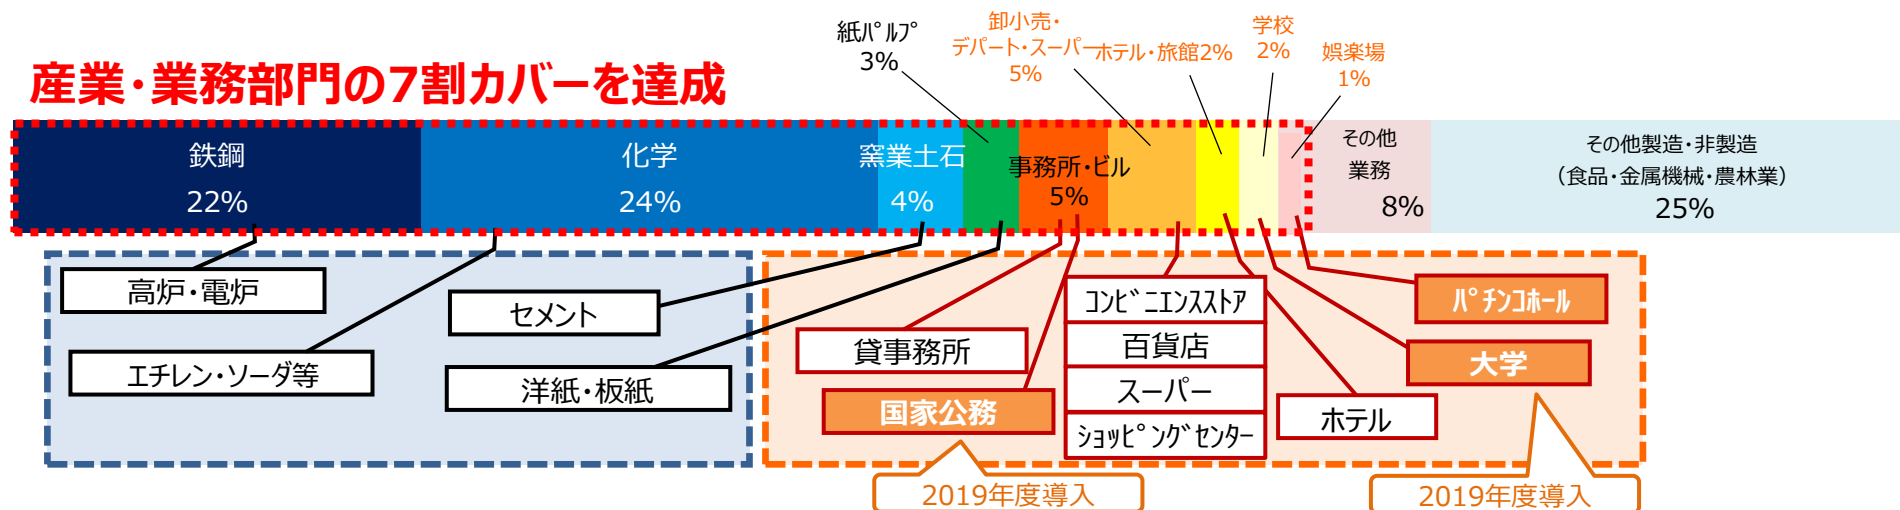 産業・業務部門の7割カバーを達成
紙ﾊﾟﾙﾌﾟ
3%
卸小売・
デパート・スーパー
5%
ホテル・旅館2%
学校
2%
娯楽場
1%
鉄鋼
22%
化学
24%
窯業土石
4%
事務所・ビル
5%
その他
業務
8%
その他製造・非製造
（食品・金属機械・農林業）
25%
高炉・電炉
エチレン・ソーダ等
セメント
洋紙・板紙
貸事務所
国家公務
ｺﾝﾋﾞﾆｴﾝｽｽﾄｱ
百貨店
スーパー
ｼｮｯﾋﾟﾝｸﾞｾﾝﾀｰ
ホテル
ﾊﾟﾁﾝｺﾎｰﾙ
大学
2019年度導入
2019年度導入